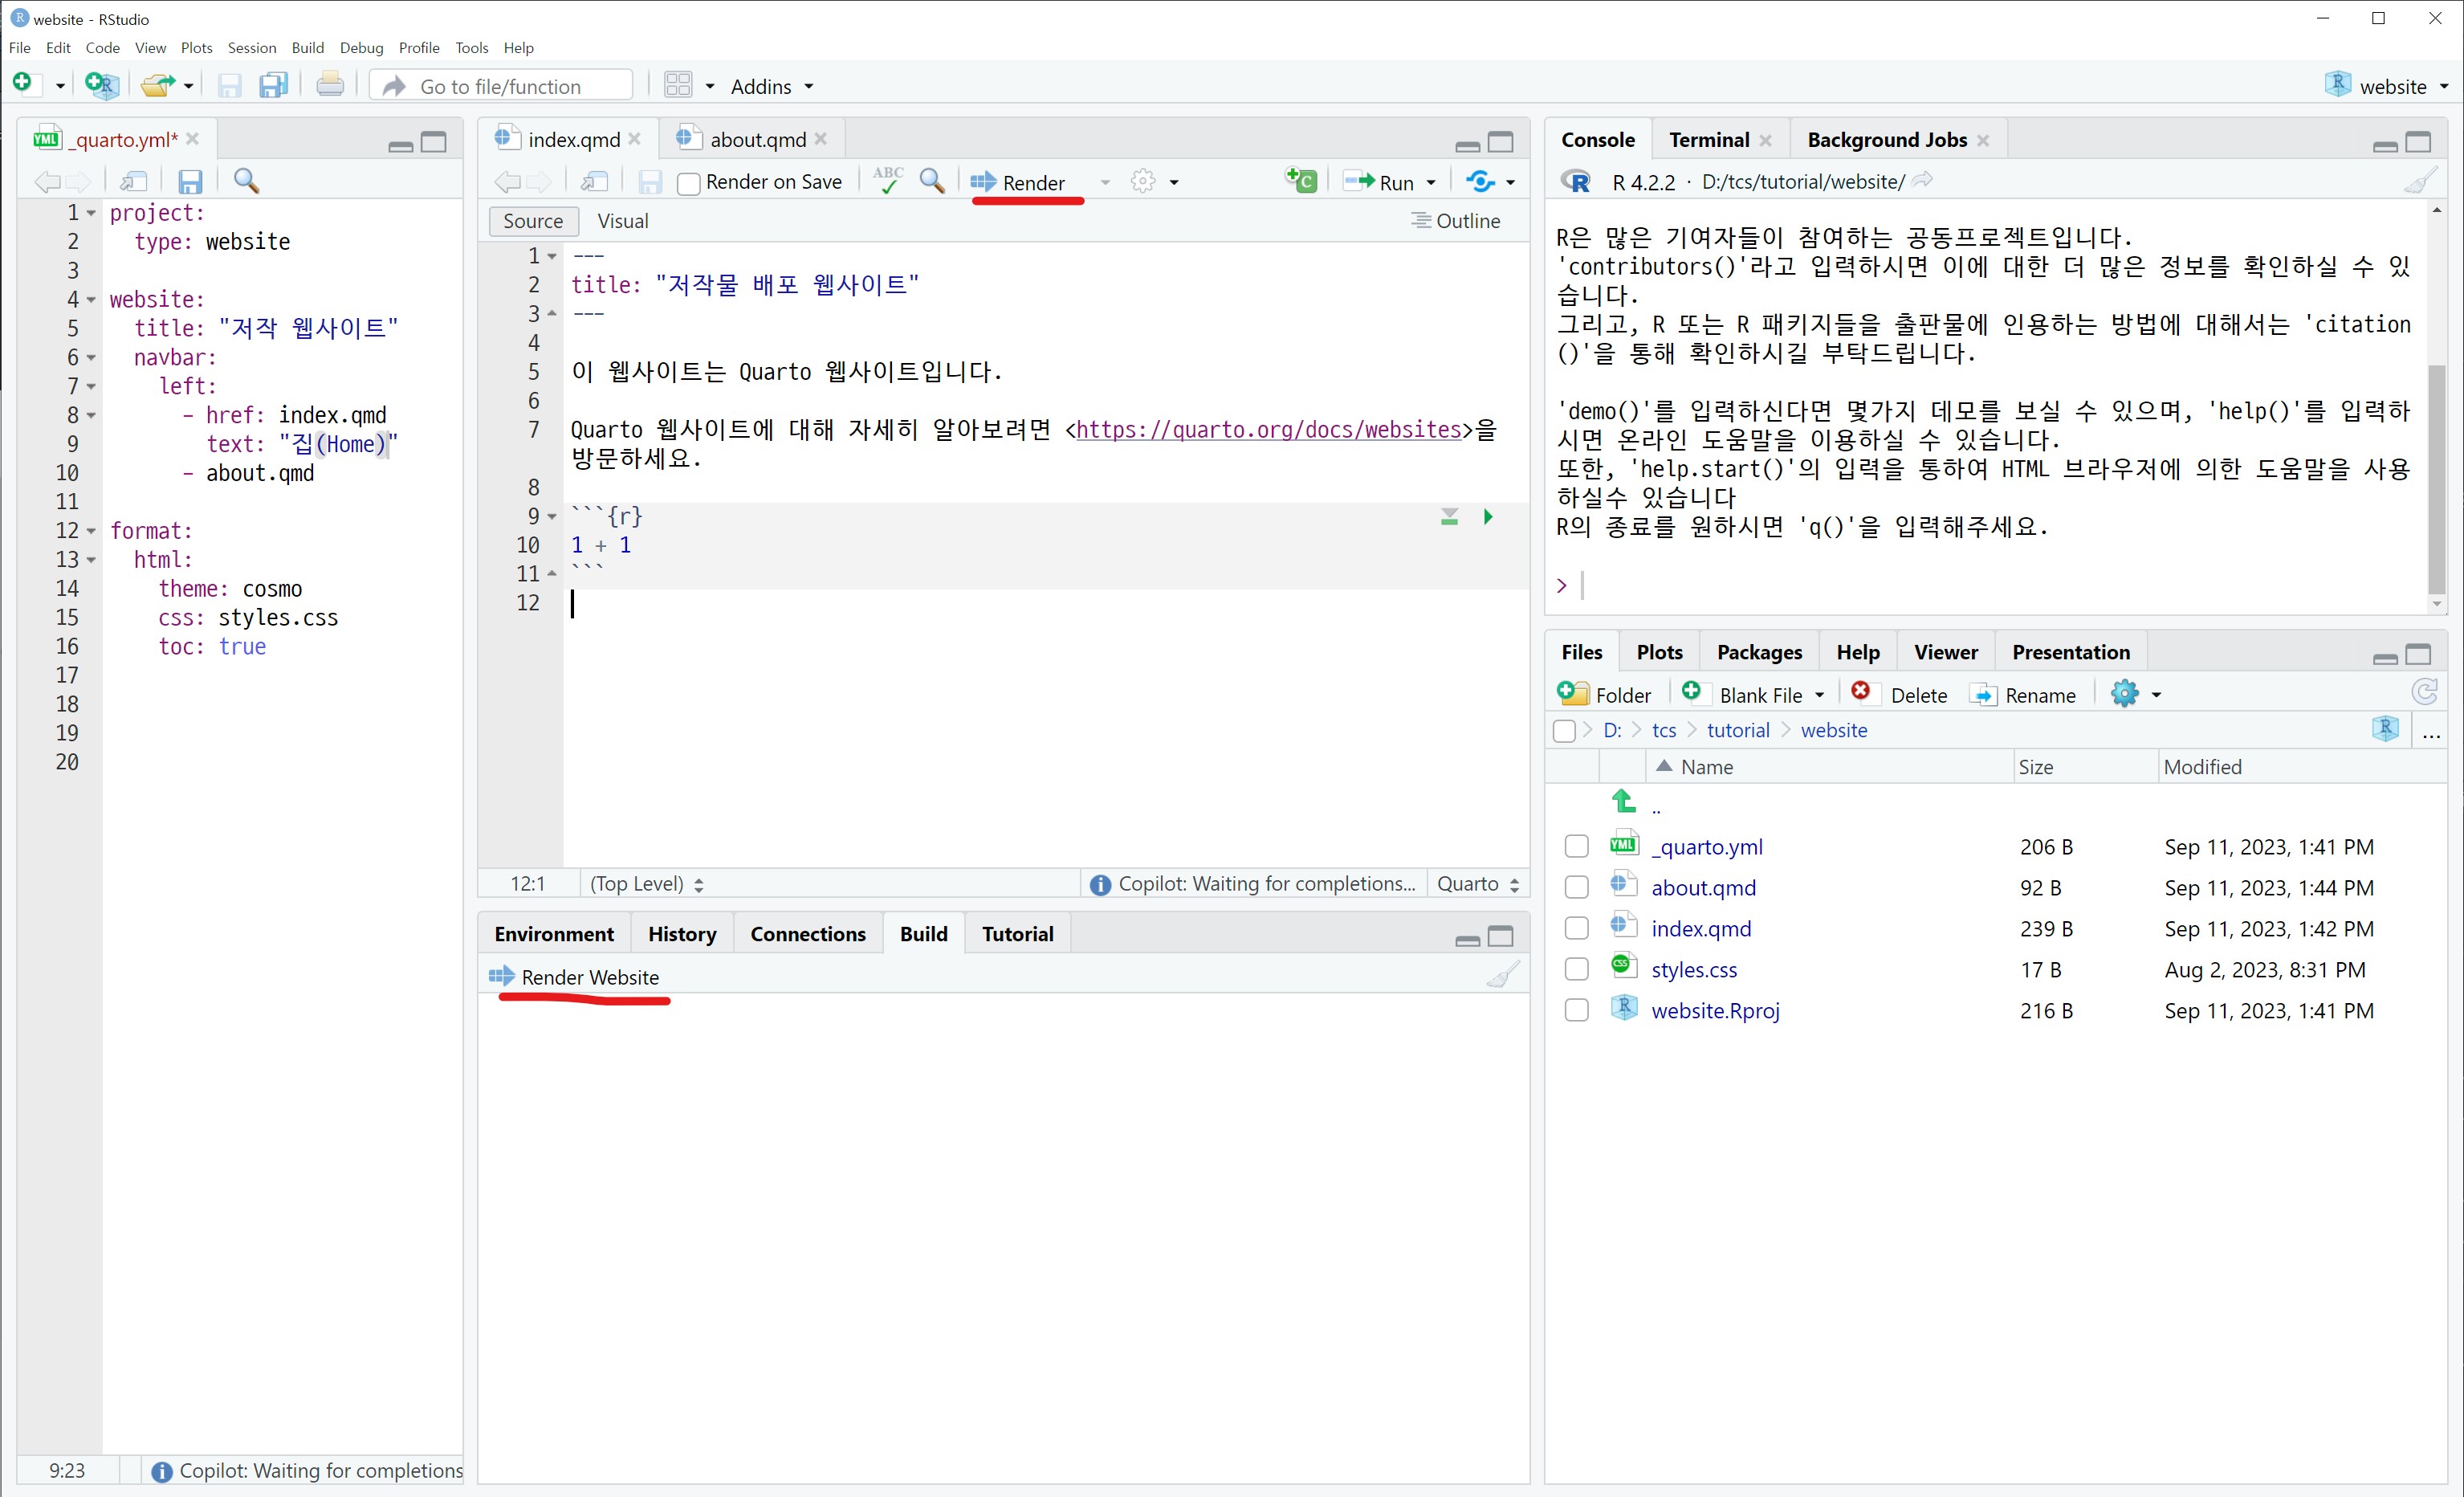 website - RStudio
File Edit Code View Plots Session Build Debug Profile Tools Help
Go to file/function Addins website
_quarto.yml*
1 project:
2 type: website
3
4 website:
5 title: "저작 웹사이트"
6 navbar:
7 left:
8 - href: index.qmd
9 text: "집(Home)"
10 - about.qmd
11
12 format:
13 html:
14 theme: cosmo
15 css: styles.css
16 toc: true
17
18
19
20
9:23 Copilot: Waiting for completions
index.qmd about.qmd
Render on Save ABC Render Run
Source Visual Outline
1 ---
2 title: "저작물 배포 웹사이트"
3 ---
4
5 이 웹사이트는 Quarto 웹사이트입니다.
6
7 Quarto 웹사이트에 대해 자세히 알아보려면 <https://quarto.org/docs/websites>을
방문하세요.
8
9 ```{r}
10 1 + 1
11 ```
12
12:1 (Top Level) Copilot: Waiting for completions... Quarto
Environment History Connections Build Tutorial
Render Website
Console Terminal Background Jobs
R 4.2.2 · D:/tcs/tutorial/website/
R은 많은 기여자들이 참여하는 공동프로젝트입니다.
'contributors()'라고 입력하시면 이에 대한 더 많은 정보를 확인하실 수 있
습니다.
그리고, R 또는 R 패키지들을 출판물에 인용하는 방법에 대해서는 'citation
()'을 통해 확인하시길 부탁드립니다.
'demo()'를 입력하신다면 몇가지 데모를 보실 수 있으며, 'help()'를 입력하
시면 온라인 도움말을 이용하실 수 있습니다.
또한, 'help.start()'의 입력을 통하여 HTML 브라우저에 의한 도움말을 사용
하실수 있습니다
R의 종료를 원하시면 'q()'을 입력해주세요.
>
Files Plots Packages Help Viewer Presentation
Folder Blank File Delete Rename
D: tcs tutorial website ...
Name Size Modified
..
_quarto.yml 206 B Sep 11, 2023, 1:41 PM
about.qmd 92 B Sep 11, 2023, 1:44 PM
index.qmd 239 B Sep 11, 2023, 1:42 PM
styles.css 17 B Aug 2, 2023, 8:31 PM
website.Rproj 216 B Sep 11, 2023, 1:41 PM